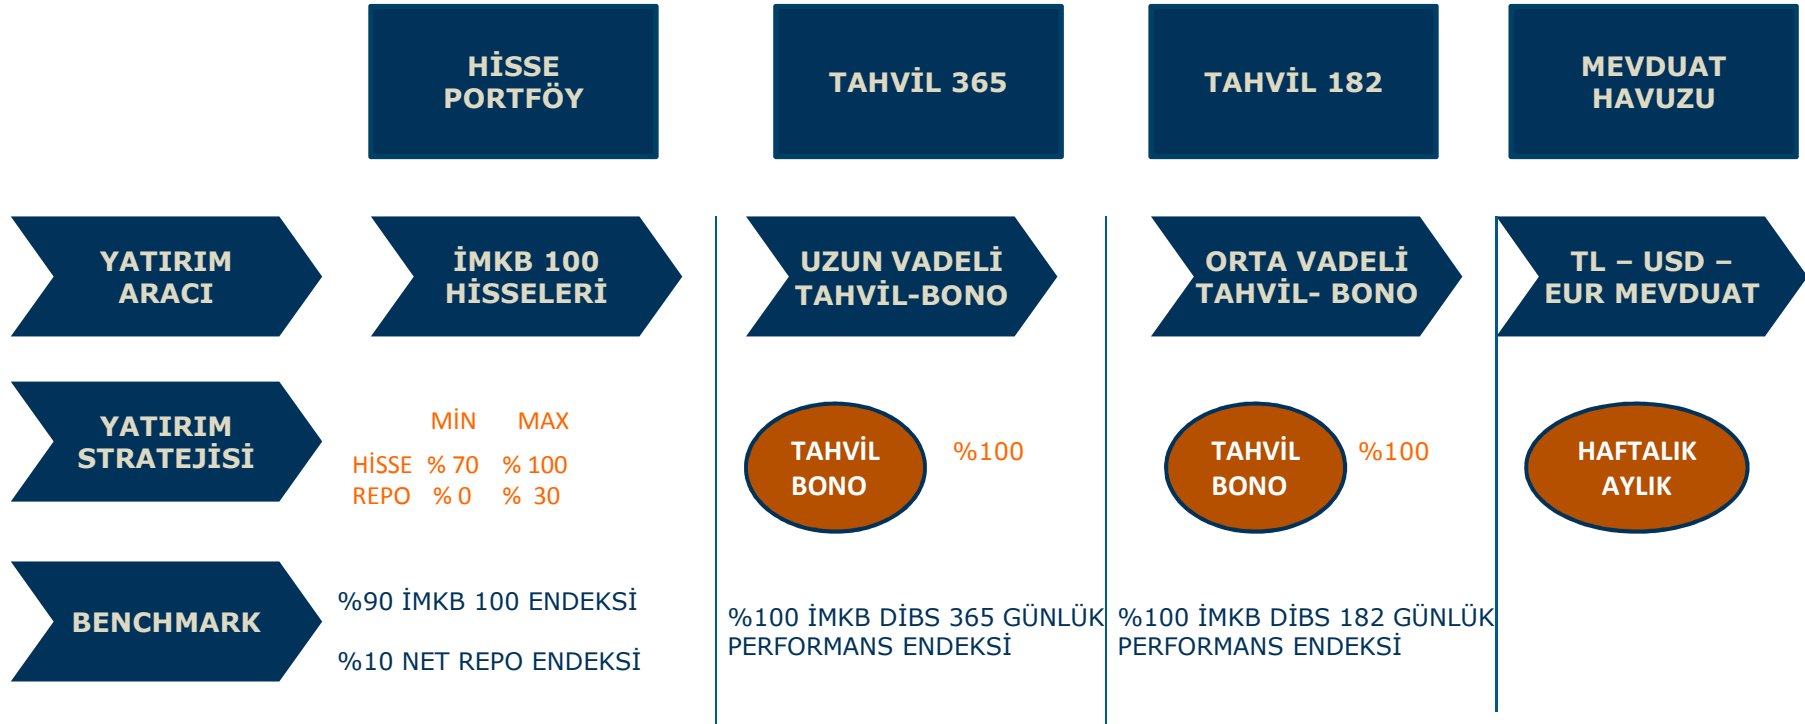 HİSSE
PORTFÖY
TAHVİL 365
TAHVİL 182
MEVDUAT
HAVUZU
YATIRIM
ARACI
İMKB 100
HİSSELERİ
UZUN VADELİ
TAHVİL-BONO
ORTA VADELİ
TAHVİL- BONO
TL – USD –
EUR MEVDUAT
YATIRIM
STRATEJİSİ
MİN MAX
HİSSE % 70 % 100
REPO % 0 % 30
TAHVİL
BONO
%100
TAHVİL
BONO
%100
HAFTALIK
AYLIK
BENCHMARK
%90 İMKB 100 ENDEKSİ
%10 NET REPO ENDEKSİ
%100 İMKB DİBS 365 GÜNLÜK
PERFORMANS ENDEKSİ
%100 İMKB DİBS 182 GÜNLÜK
PERFORMANS ENDEKSİ